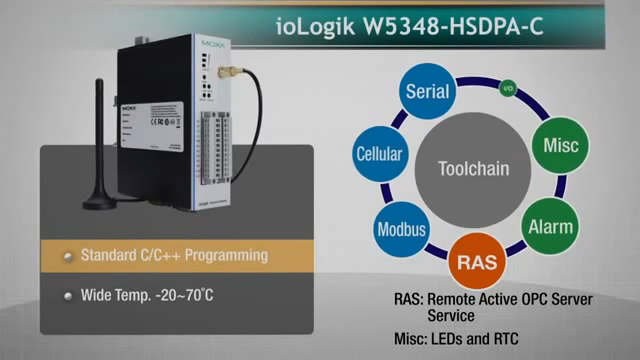 ioLogik W5348-HSDPA-C
MOXA
MOXA
Serial
I/O
Cellular
Toolchain
Misc
Modbus
Alarm
RAS
Standard C/C++ Programming
Wide Temp. -20~70°C
RAS: Remote Active OPC Server
Service
Misc: LEDs and RTC